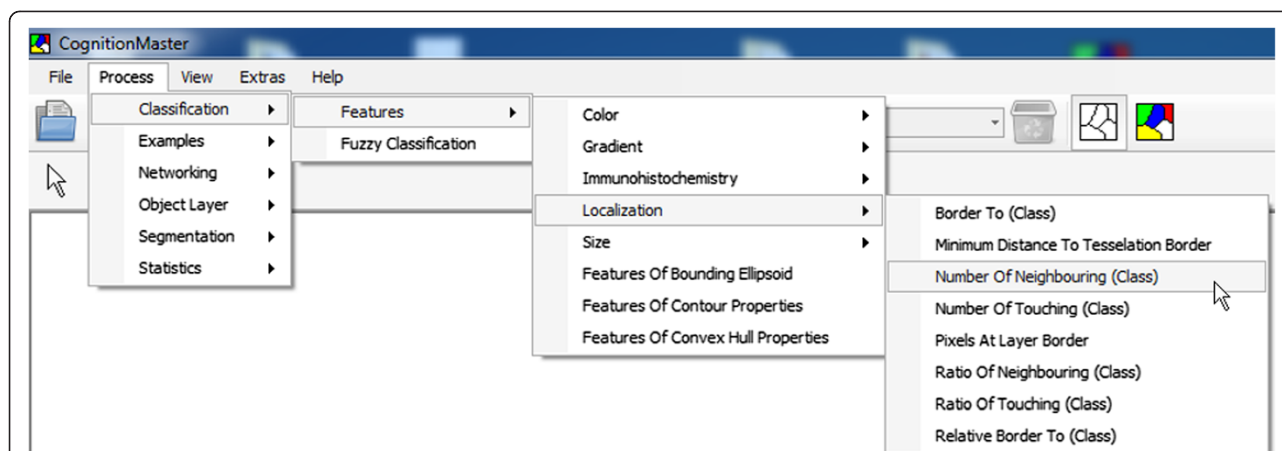 CognitionMaster
File Process View Extras Help
Classification
Examples
Networking
Object Layer
Segmentation
Statistics
Features
Fuzzy Classification
Color
Gradient
Immunohistochemistry
Localization
Size
Features Of Bounding Ellipsoid
Features Of Contour Properties
Features Of Convex Hull Properties
Border To (Class)
Minimum Distance To Tesselation Border
Number Of Neighbouring (Class)
Number Of Touching (Class)
Pixels At Layer Border
Ratio Of Neighbouring (Class)
Ratio Of Touching (Class)
Relative Border To (Class)